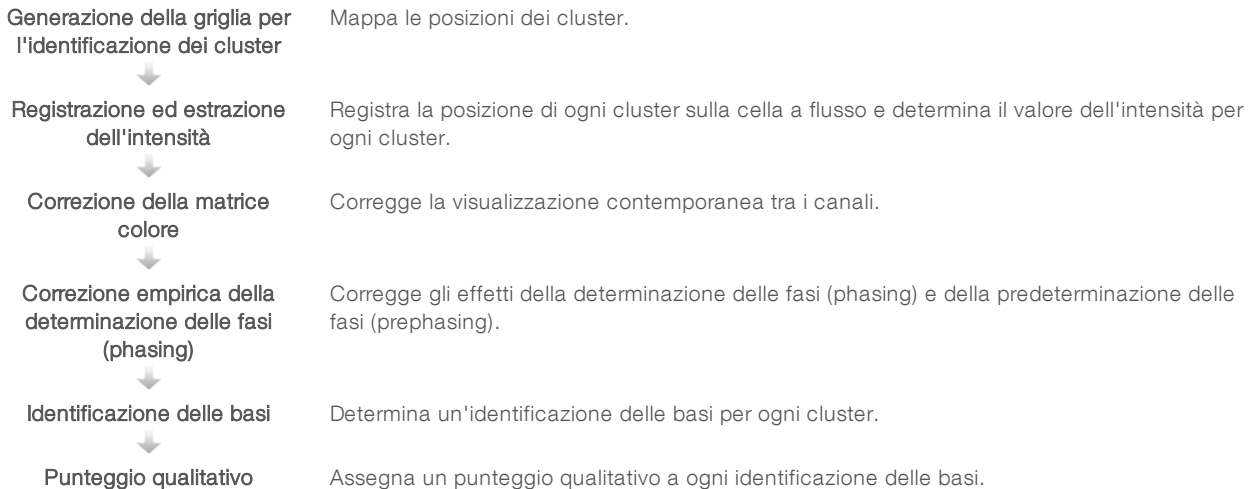 Generazione della griglia per
l'identificazione dei cluster
Mappa le posizioni dei cluster.
Registrazione ed estrazione
dell'intensità
Registra la posizione di ogni cluster sulla cella a flusso e determina il valore dell'intensità per
ogni cluster.
Correzione della matrice
colore
Corregge la visualizzazione contemporanea tra i canali.
Correzione empirica della
determinazione delle fasi
(phasing)
Corregge gli effetti della determinazione delle fasi (phasing) e della predeterminazione delle
fasi (prephasing).
Identificazione delle basi
Determina un'identificazione delle basi per ogni cluster.
Punteggio qualitativo
Assegna un punteggio qualitativo a ogni identificazione delle basi.